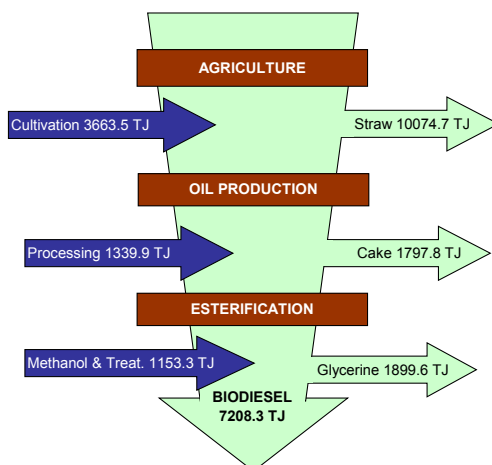 AGRICULTURE
Cultivation 3663.5 TJ
Straw 10074.7 TJ
OIL PRODUCTION
Processing 1339.9 TJ
Cake 1797.8 TJ
ESTERIFICATION
Methanol & Treat. 1153.3 TJ
Glycerine 1899.6 TJ
BIODIESEL
7208.3 TJ